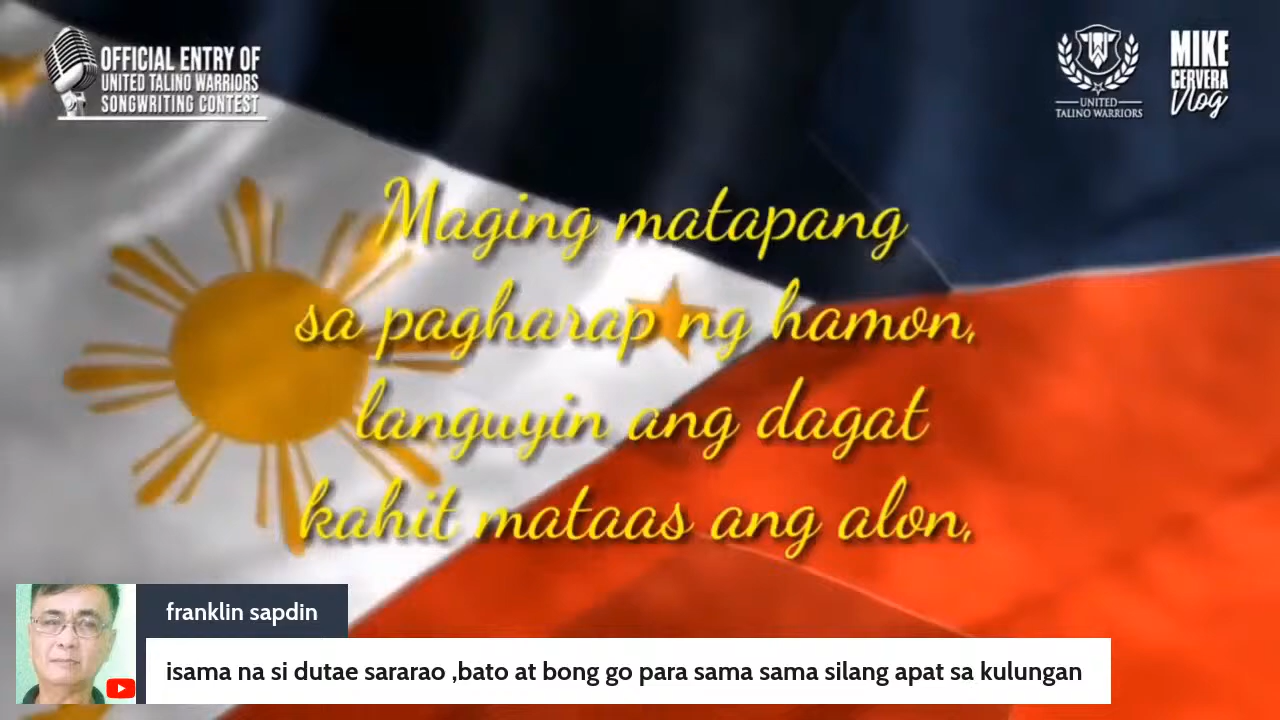 OFFICIAL ENTRY OF
UNITED TALINO WARRIORS
SONGWRITING CONTEST
UNITED
TALINO WARRIORS
MIKE
CERVERA
Vlog
Maging matapang
sa pagharap ng hamon,
languyin ang dagat
kahit mataas ang alon,
franklin sapdin
isama na si dutae sararao ,bato at bong go para sama sama silang apat sa kulungan